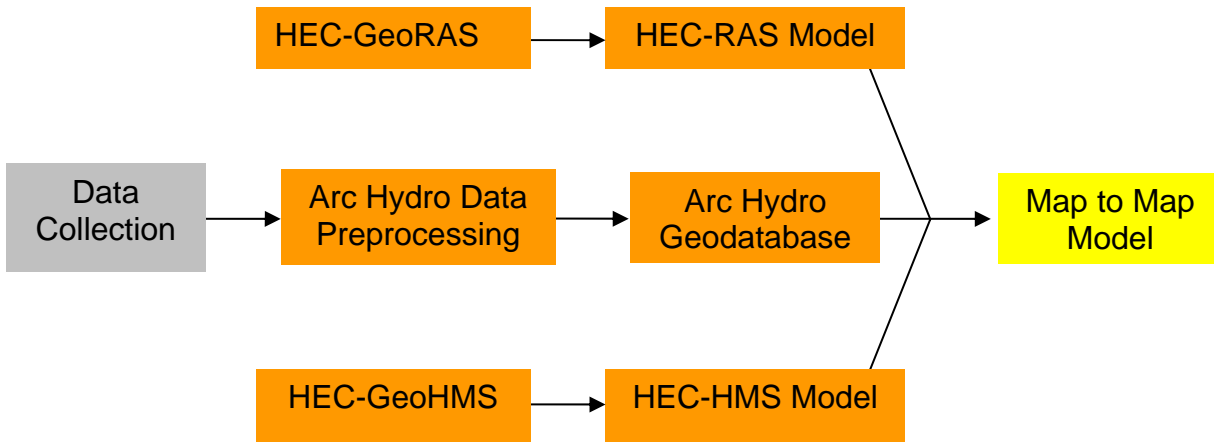 HEC-GeoRAS
HEC-RAS Model
Data
Collection
Arc Hydro Data
Preprocessing
Arc Hydro
Geodatabase
Map to Map
Model
HEC-GeoHMS
HEC-HMS Model